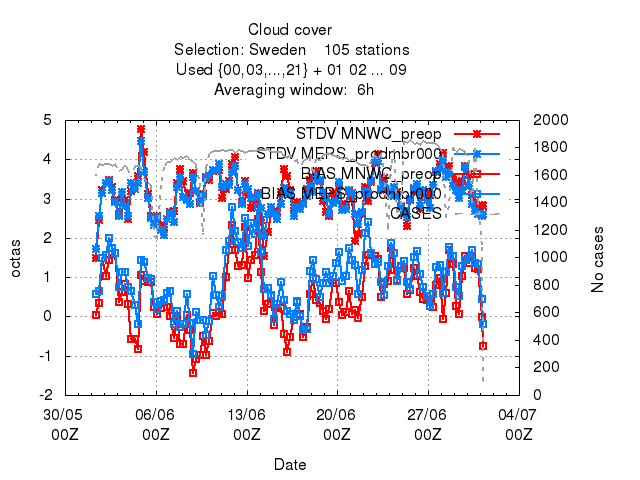 Cloud cover
Selection: Sweden    105 stations
Used {00,03,...,21} + 01 02 ... 09
Averaging window:  6h
5 2000
4 1800
3 1600
2 1400
1 1200
0 1000
-1 800
-2 600
400
200
0
STDV MNWC_preop
STDV MEPS_prodmbr000
BIAS MNWC_preop
BIAS MEPS_prodmbr000
CASES
octas
No cases
30/05 06/06 13/06 20/06 27/06 04/07
00Z 00Z 00Z 00Z 00Z 00Z
Date